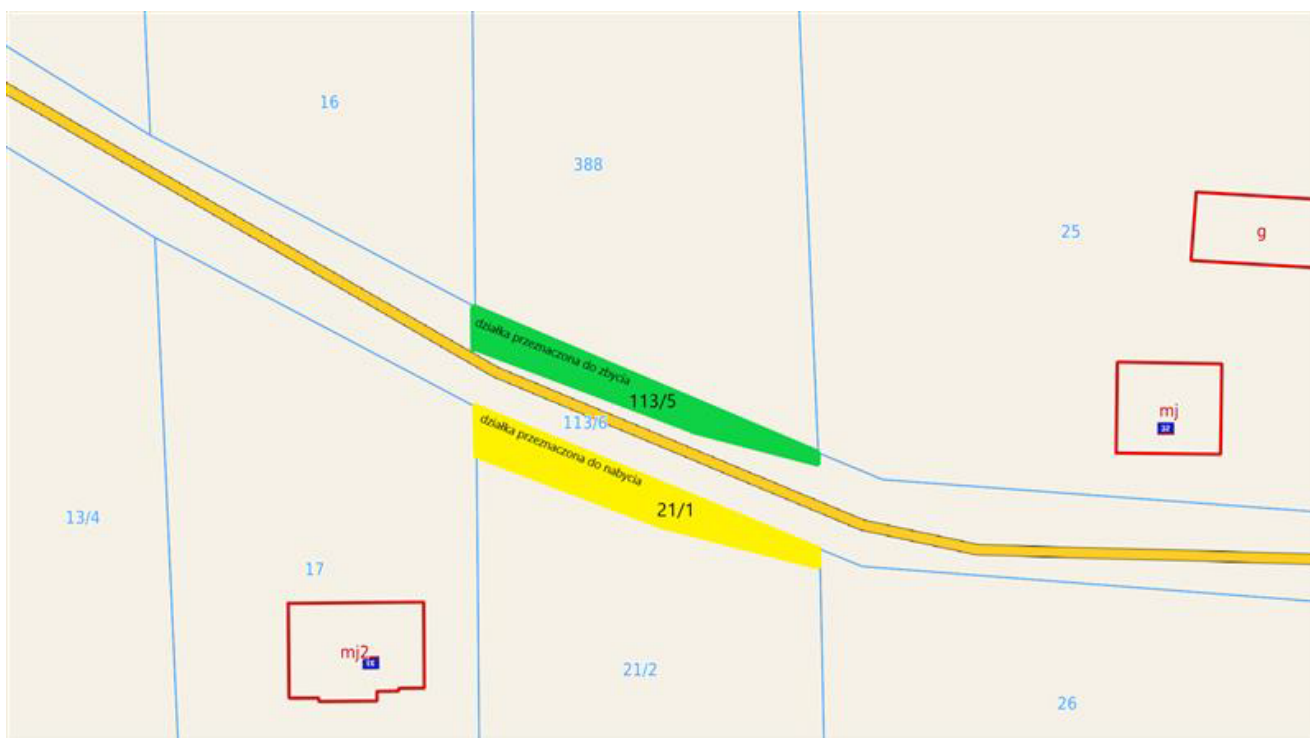 16
388
25
g
działka przeznaczona do zbycia
113/5
113/6
mj
32
działka przeznaczona do nabycia
21/1
13/4
17
mj2
21/2
26